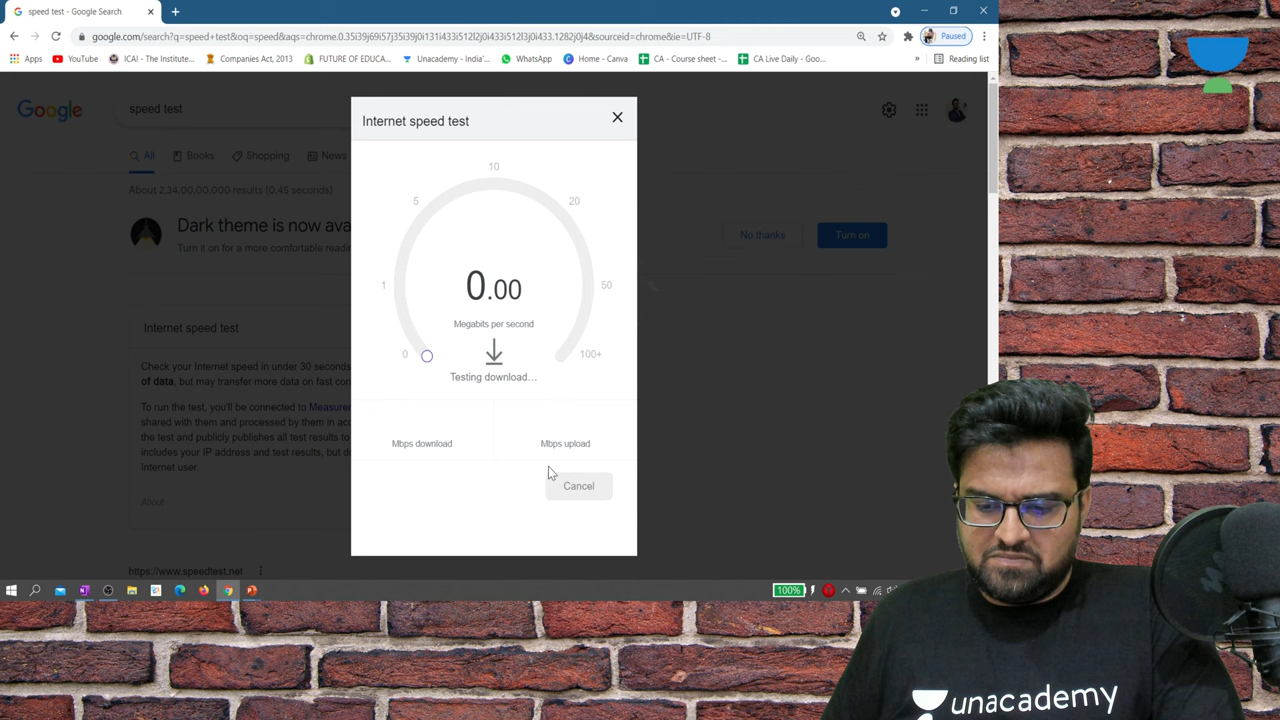 speed test - Google Search
google.com/search?q=speed+test&oq=speed&aqs=chrome.0.35i39j69i57j35i39j0i131i433i512l2j0i433i512l3j0i433.1282j0j4&sourceid=chrome&ie=UTF-8
Paused
Apps
YouTube
ICAI - The Institute...
Companies Act, 2013
FUTURE OF EDUCA...
Unacademy - India'...
WhatsApp
Home - Canva
CA - Course sheet -...
CA Live Daily - Goo...
»
Reading list
Google
speed test
All
Books
Shopping
News
About 2,34,00,00,000 results (0.45 seconds)
Dark theme is now ava
Turn it on for a more comfortable readin
No thanks
Turn on
Internet speed test
Check your Internet speed in under 30 seconds
of data, but may transfer more data on fast con
To run the test, you'll be connected to Measurem
shared with them and processed by them in acc
the test and publicly publishes all test results to
includes your IP address and test results, but do
Internet user.
About
https://www.speedtest.net
Internet speed test
10
5
20
1
50
0
100+
0.00
Megabits per second
Testing download...
Mbps download
Mbps upload
Cancel
100%
unacademy